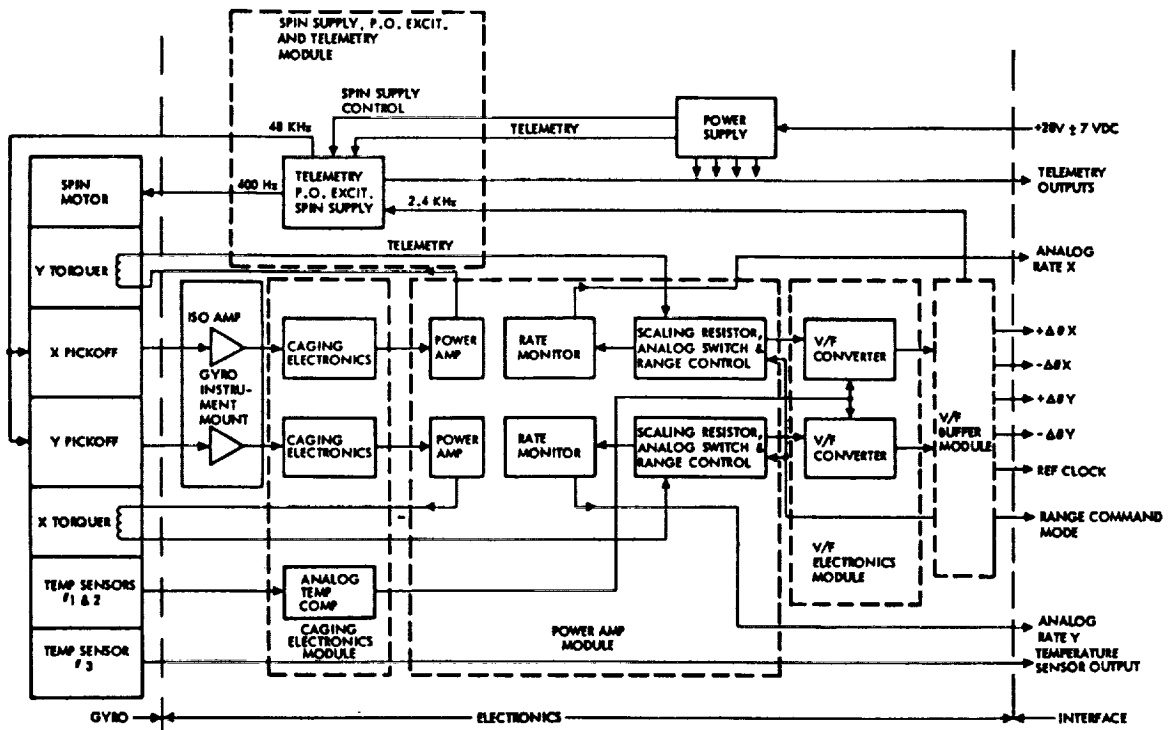 SPIN SUPPLY, P.O. EXCIT.
AND TELEMETRY
MODULE
SPIN SUPPLY
CONTROL
48 KHz
TELEMETRY
POWER
SUPPLY
+28V ± 7 VDC
SPIN
MOTOR
400 Hz
TELEMETRY
P.O. EXCIT.
SPIN SUPPLY
2.4 KHz
TELEMETRY
OUTPUTS
Y TORQUER
TELEMETRY
ANALOG
RATE X
ISO AMP
X PICKOFF
CAGING
ELECTRONICS
POWER
AMP
RATE
MONITOR
SCALING RESISTOR,
ANALOG SWITCH &
RANGE CONTROL
V/F
CONVERTER
+Δθ X
-Δθ X
GYRO
INSTRU-
MENT
MOUNT
+Δθ Y
Y PICKOFF
CAGING
ELECTRONICS
POWER
AMP
RATE
MONITOR
SCALING RESISTOR,
ANALOG SWITCH &
RANGE CONTROL
V/F
CONVERTER
V/F
BUFFER
MODULE
-Δθ Y
REF CLOCK
X TORQUER
RANGE COMMAND
MODE
V/F
ELECTRONICS
MODULE
TEMP SENSORS
#1 & 2
ANALOG
TEMP
COMP
CAGING
ELECTRONICS
MODULE
POWER AMP
MODULE
ANALOG
RATE Y
TEMP SENSOR
#3
TEMPERATURE
SENSOR OUTPUT
GYRO
ELECTRONICS
INTERFACE